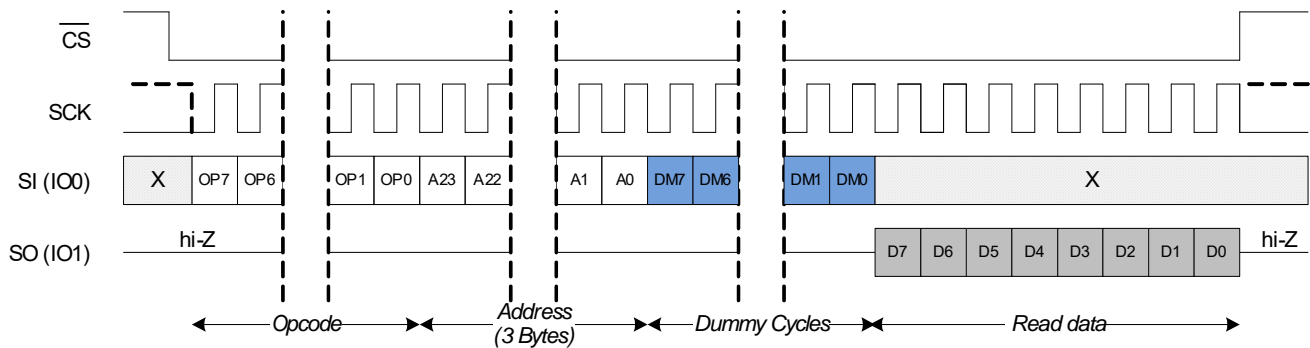 CS
SCK
SI (IO0) X OP7 OP6 OP1 OP0 A23 A22 A1 A0 DM7 DM6 DM1 DM0 X
hi-Z hi-Z
SO (IO1) D7 D6 D5 D4 D3 D2 D1 D0
Opcode Address Dummy Cycles Read data
(3 Bytes)